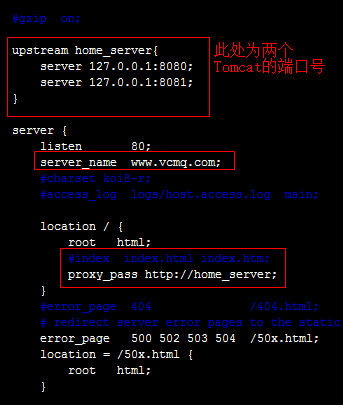 #gzip  on;
upstream home_server{
server 127.0.0.1:8080;
server 127.0.0.1:8081;
}
此处为两个
Tomcat的端口号
server {
listen       80;
server_name  www.vcmq.com;
#charset koi8-r;
#access_log  logs/host.access.log  main;
location / {
root   html;
#index  index.html index.htm;
proxy_pass http://home_server;
}
#error_page  404              /404.html;
# redirect server error pages to the static
error_page   500 502 503 504  /50x.html;
location = /50x.html {
root   html;
}